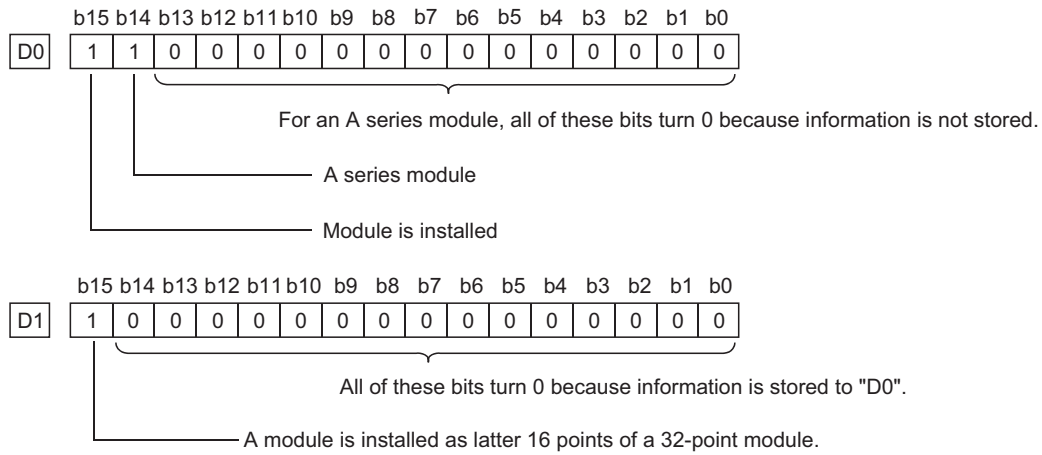 b15 b14 b13 b12 b11 b10 b9 b8 b7 b6 b5 b4 b3 b2 b1 b0
D0 1 1 0 0 0 0 0 0 0 0 0 0 0 0 0 0
For an A series module, all of these bits turn 0 because information is not stored.
A series module
Module is installed
b15 b14 b13 b12 b11 b10 b9 b8 b7 b6 b5 b4 b3 b2 b1 b0
D1 1 0 0 0 0 0 0 0 0 0 0 0 0 0 0 0
All of these bits turn 0 because information is stored to "D0".
A module is installed as latter 16 points of a 32-point module.